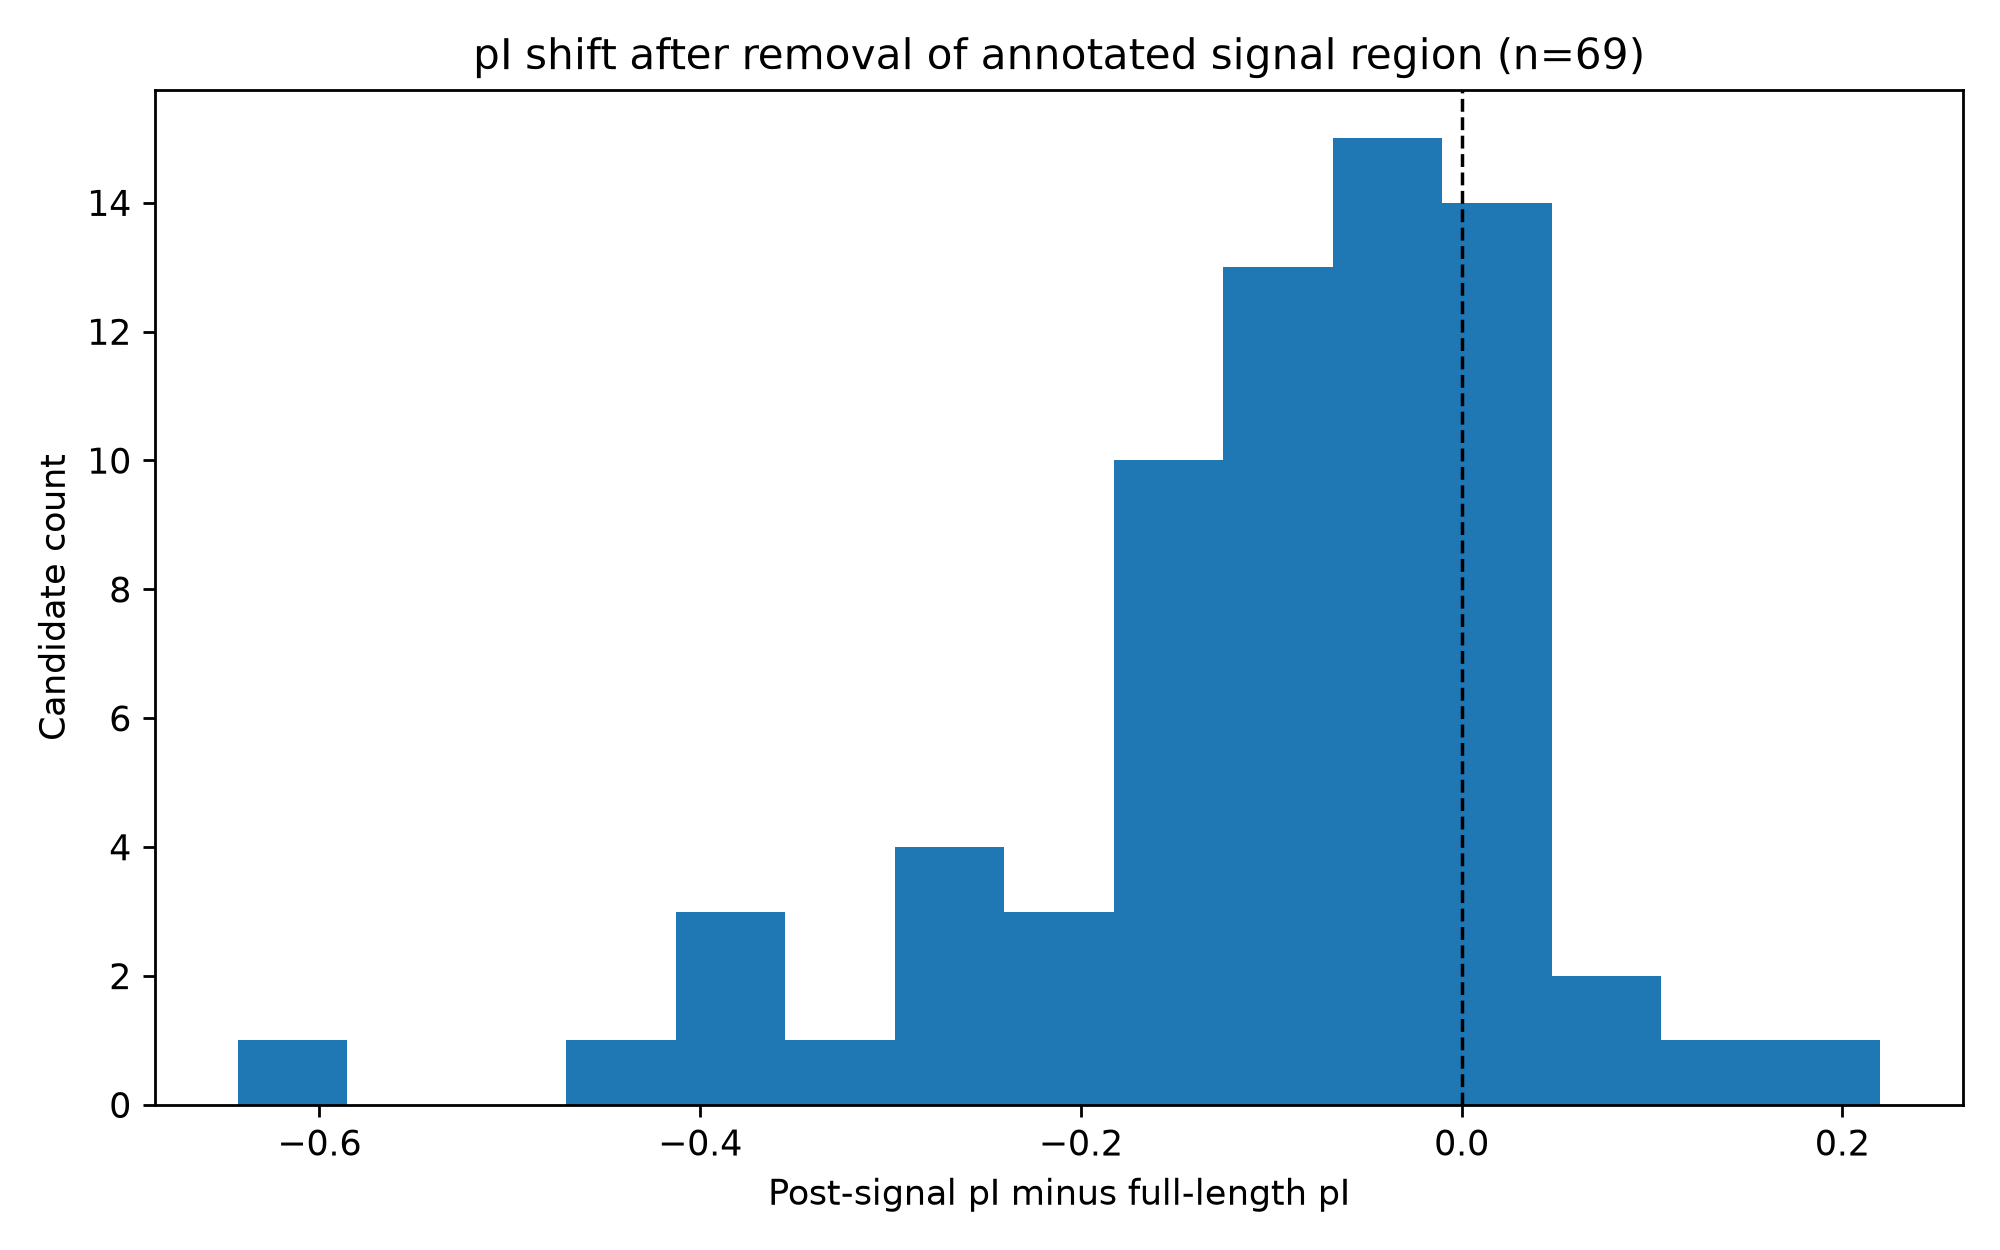 pI shift after removal of annotated signal region (n=69)
Candidate count
14
12
10
8
6
4
2
0
−0.6 −0.4 −0.2 0.0 0.2
Post-signal pI minus full-length pI